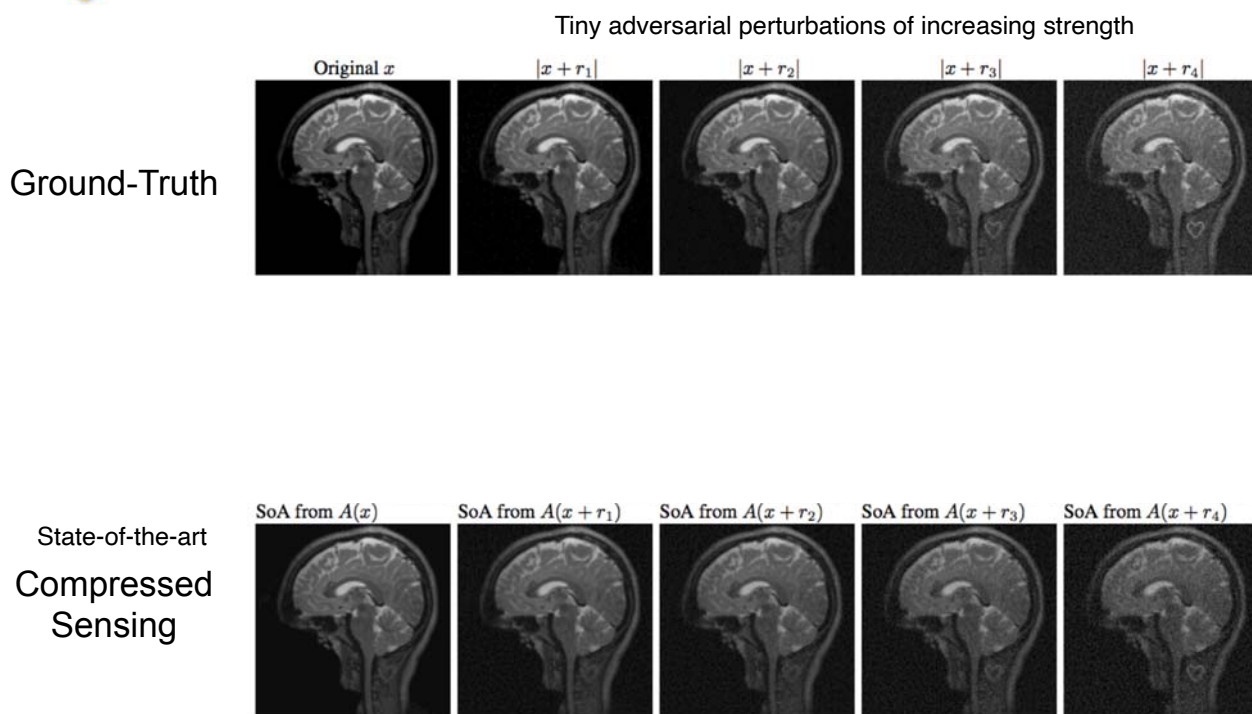 Tiny adversarial perturbations of increasing strength
Original x
|x + r₁|
|x + r₂|
|x + r₃|
|x + r₄|
Ground-Truth
SoA from A(x)
SoA from A(x + r₁)
SoA from A(x + r₂)
SoA from A(x + r₃)
SoA from A(x + r₄)
State-of-the-art
Compressed
Sensing